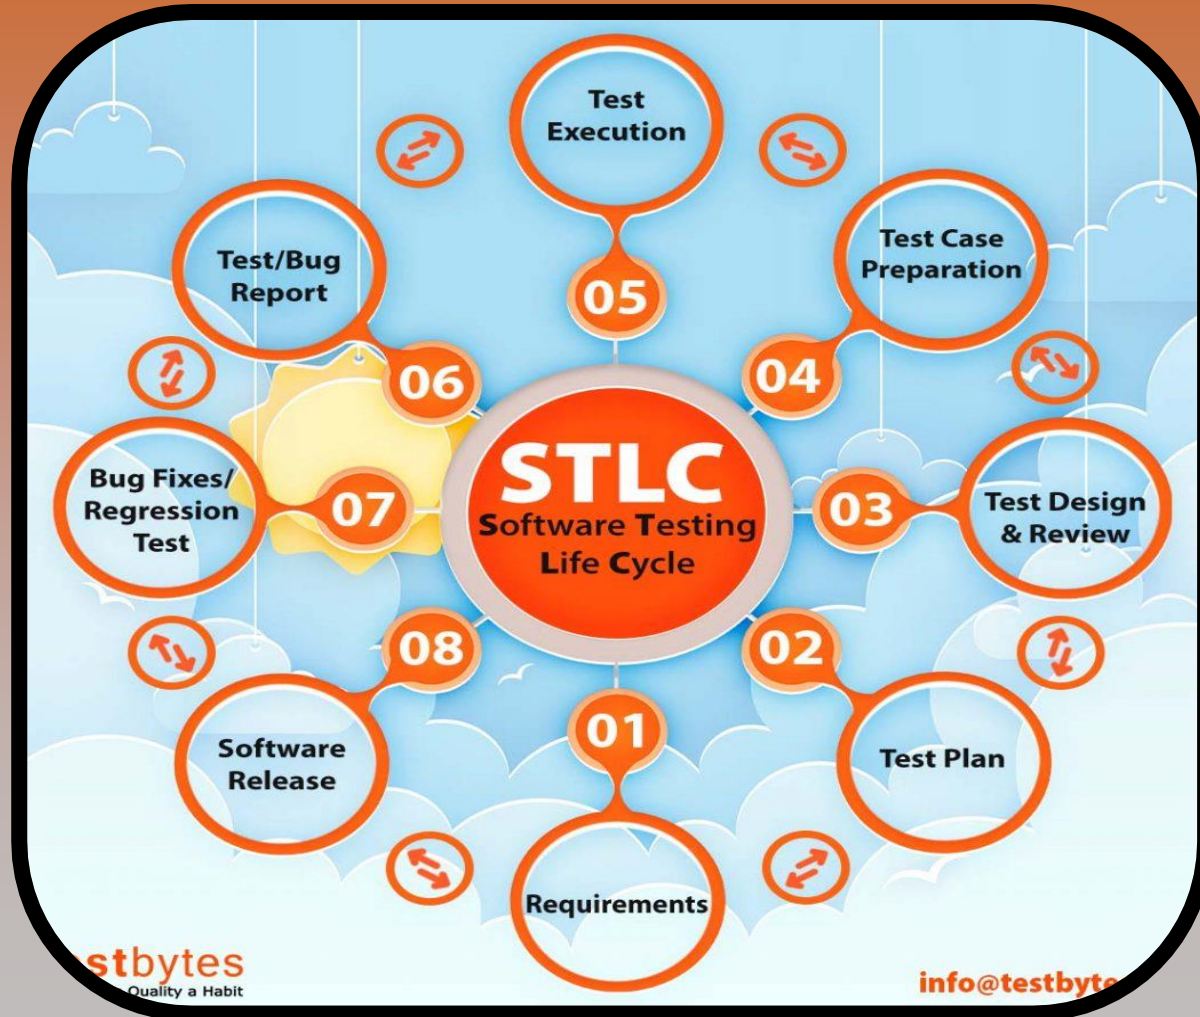 Test
Execution
05
Test Case
Preparation
04
Test/Bug
Report
06
STLC
Software Testing
Life Cycle
Bug Fixes/
Regression
Test
07
03
Test Design
& Review
08
02
Software
Release
01
Test Plan
Requirements
stbytes
Quality a Habit
info@testbyte